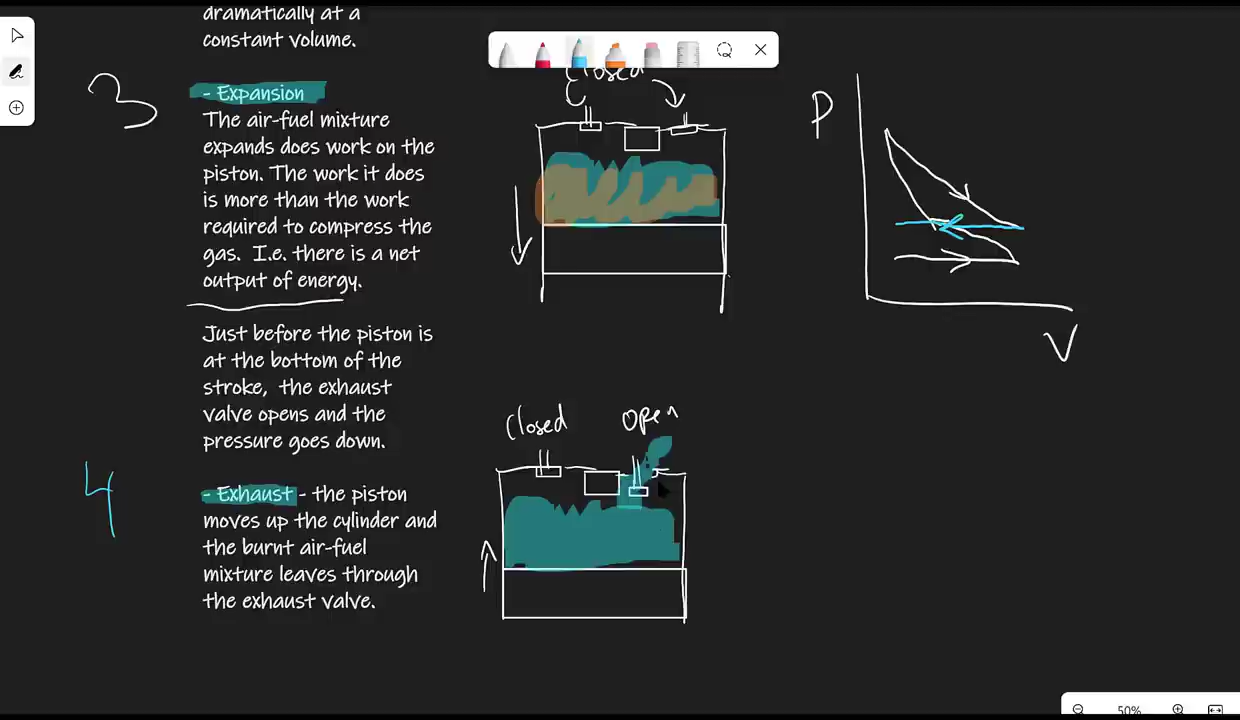 dramatically at a
constant volume.
3
- Expansion
The air-fuel mixture
expands does work on the
piston. The work it does
is more than the work
required to compress the
gas. I.e. there is a net
output of energy.
Just before the piston is
at the bottom of the
stroke, the exhaust
valve opens and the
pressure goes down.
4
- Exhaust - the piston
moves up the cylinder and
the burnt air-fuel
mixture leaves through
the exhaust valve.
Closed
P
V
Closed
Open
50%